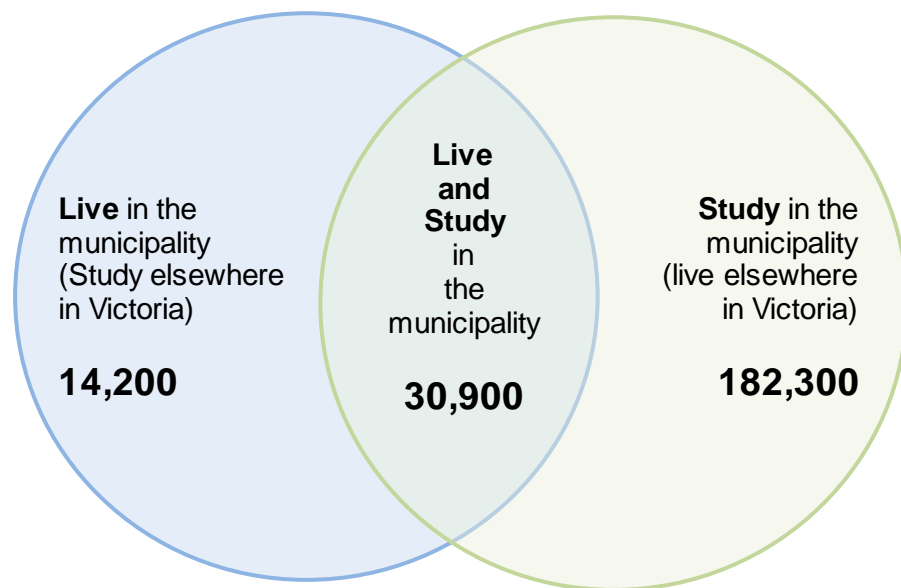 Live in the
municipality
(Study elsewhere
in Victoria)
14,200
Live
and
Study
in
the
municipality
30,900
Study in the
municipality
(live elsewhere
in Victoria)
182,300